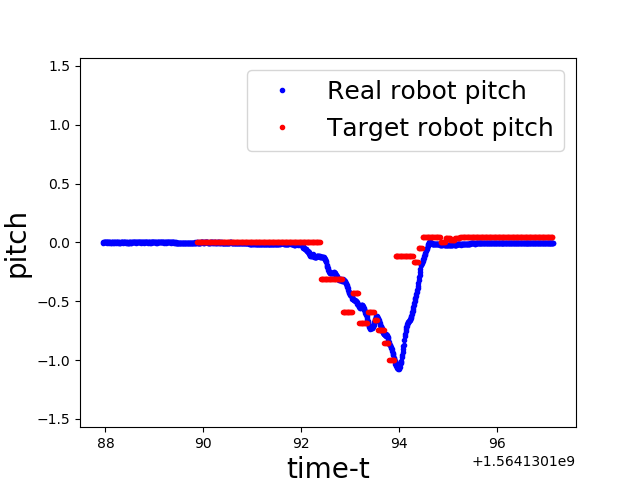 Real robot pitch
Target robot pitch
1.5
1.0
0.5
0.0
−0.5
−1.0
−1.5
pitch
88 90 92 94 96
+1.5641301e9
time-t